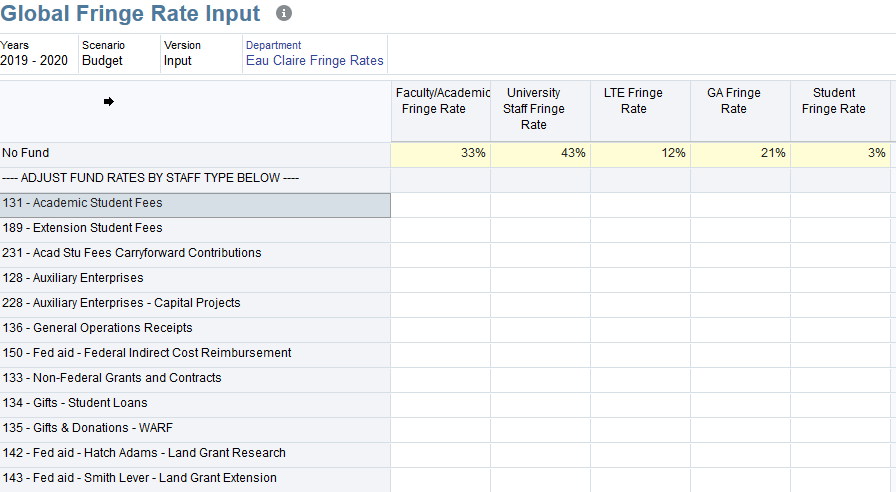 Global Fringe Rate Input
Years Scenario Version Department
2019 - 2020 Budget Input Eau Claire Fringe Rates
Faculty/Academic
Fringe Rate
University
Staff Fringe
Rate
LTE Fringe
Rate
GA Fringe
Rate
Student
Fringe Rate
No Fund 33% 43% 12% 21% 3%
---- ADJUST FUND RATES BY STAFF TYPE BELOW ----
131 - Academic Student Fees
189 - Extension Student Fees
231 - Acad Stu Fees Carryforward Contributions
128 - Auxiliary Enterprises
228 - Auxiliary Enterprises - Capital Projects
136 - General Operations Receipts
150 - Fed aid - Federal Indirect Cost Reimbursement
133 - Non-Federal Grants and Contracts
134 - Gifts - Student Loans
135 - Gifts & Donations - WARF
142 - Fed aid - Hatch Adams - Land Grant Research
143 - Fed aid - Smith Lever - Land Grant Extension